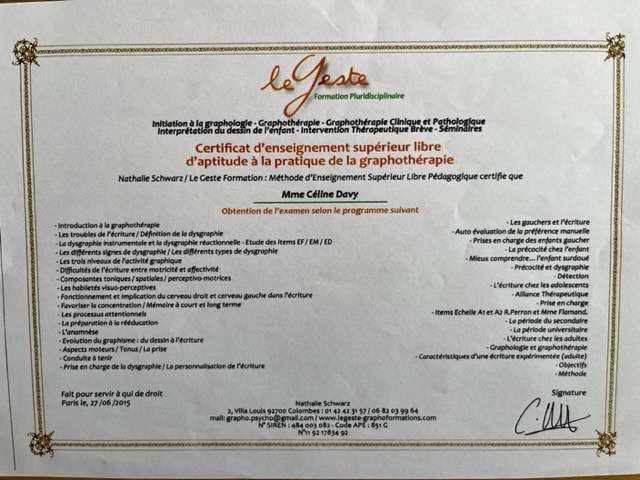 le Geste
Formation Pluridisciplinaire
Initiation à la graphologie - Graphothérapie - Graphothérapie Clinique et Pathologique
Interprétation du dessin de l'enfant - Intervention Thérapeutique Brève - Séminaires
Certificat d'enseignement supérieur libre
d'aptitude à la pratique de la graphothérapie
Nathalie Schwarz / Le Geste Formation : Méthode d'Enseignement Supérieur Libre Pédagogique certifie que
Mme Céline Davy
Obtention de l'examen selon le programme suivant
- Introduction à la graphothérapie
- Les troubles de l'écriture / Définition de la dysgraphie
- La dysgraphie instrumentale et la dysgraphie réactionnelle - Etude des Items EF / EM / ED
- Les différents signes de dysgraphie / Les différents types de dysgraphie
- Les trois niveaux de l'activité graphique
- Difficultés de l'écriture entre motricité et affectivité
- Composantes toniques / spatiales / perceptivo-motrices
- Les habiletés visuo-perceptives
- Fonctionnement et implication du cerveau droit et cerveau gauche dans l'écriture
- Favoriser la concentration / Mémoire à court et long terme
- Les processus attentionnels
- La préparation à la rééducation
- L'anamnèse
- Evolution du graphisme : du dessin à l'écriture
- Aspects moteurs / Tonus / La prise
- Conduite à tenir
- Prise en charge de la dysgraphie / La personnalisation de l'écriture
- Les gauchers et l'écriture
- Auto évaluation de la préférence manuelle
- Prises en charge des enfants gaucher
- La précocité chez l'enfant
- Mieux comprendre...l'enfant surdoué
- Précocité et dysgraphie
- Détection
- L'écriture chez les adolescents
- Alliance Thérapeutique
- Prise en charge
- Items Echelle A1 et A2 R.Perron et Mme Flamand.
- La période du secondaire
- La période universitaire
- L'écriture chez les adultes
- Graphologie et graphothérapie
- Caractéristiques d'une écriture expérimentée (adulte)
- Objectifs
- Méthode
Fait pour servir à qui de droit
Paris le, 27 /06 /2015
Signature
Nathalie Schwarz
2, Villa Louis 92700 Colombes : 01 42 42 31 57 / 06 82 03 99 64
mail: grapho.psycho@gmail.com / www.legeste-graphoformations.com
N° SIREN : 484 003 082 - Code APE : 851 G
N°11 92 17834 92